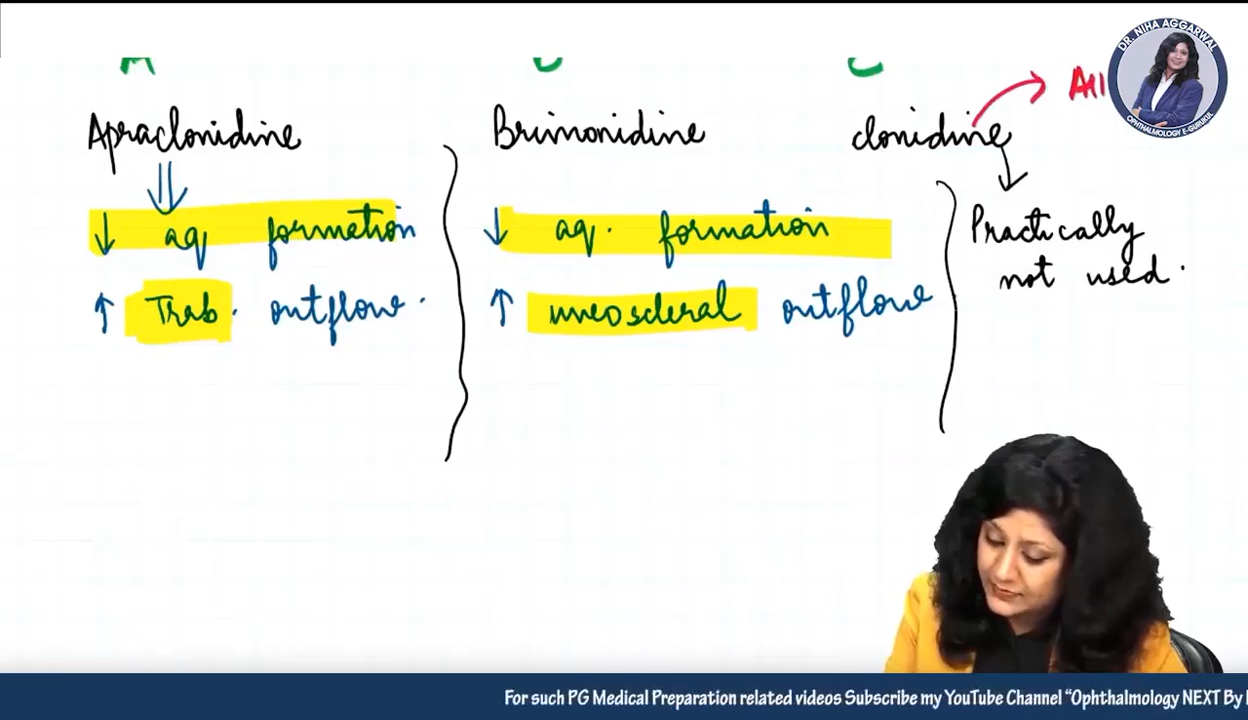 A B C
DR. NIHA AGGARWAL
OPHTHALMOLOGY E-GURUKUL
Apraclonidine
Brimonidine
clonidine
↓ aq formation
↑ Trab. outflow.
↓ aq. formation
↑ uveoscleral outflow
Practically
not used.
For such PG Medical Preparation related videos Subscribe my YouTube Channel "Ophthalmology NEXT By